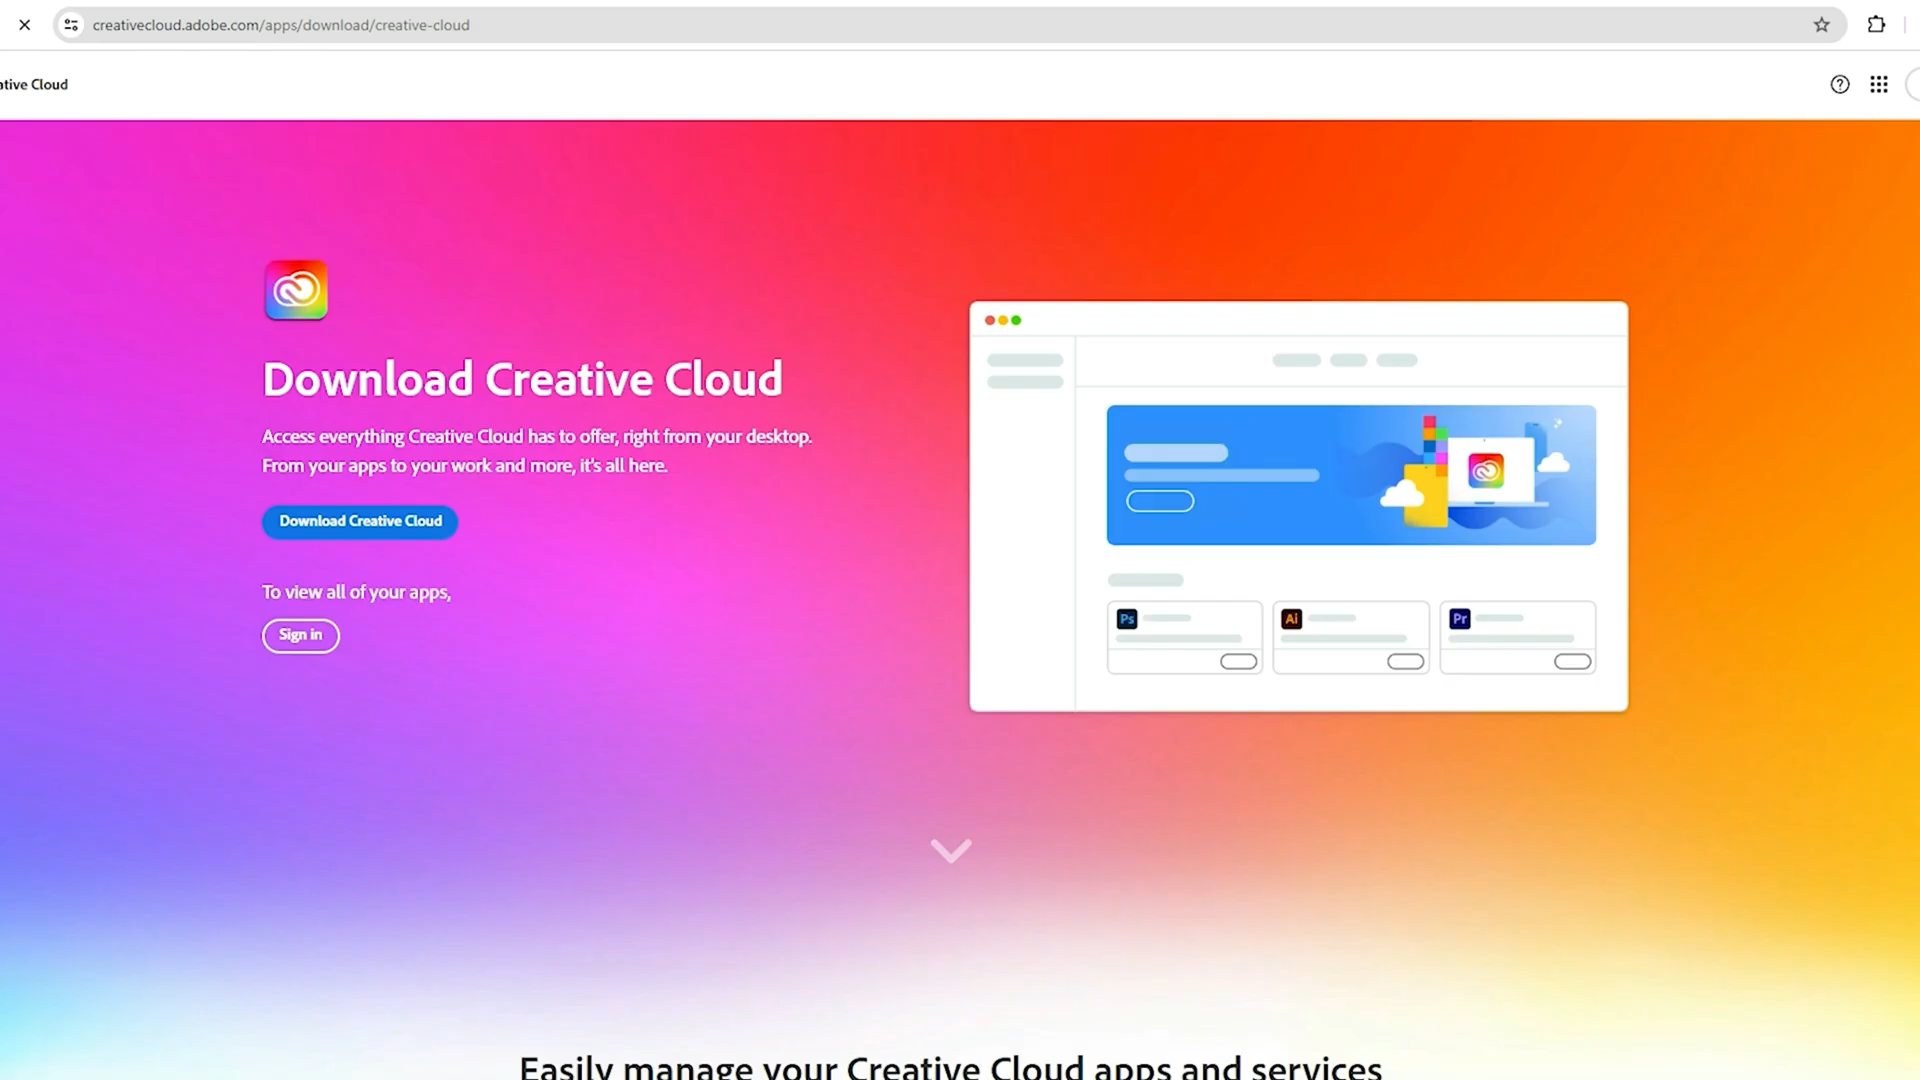 creativecloud.adobe.com/apps/download/creative-cloud
ative Cloud
Download Creative Cloud
Access everything Creative Cloud has to offer, right from your desktop.
From your apps to your work and more, it's all here.
Download Creative Cloud
To view all of your apps,
Sign in
Ps
Ai
Pr
Easily manage your Creative Cloud apps and services